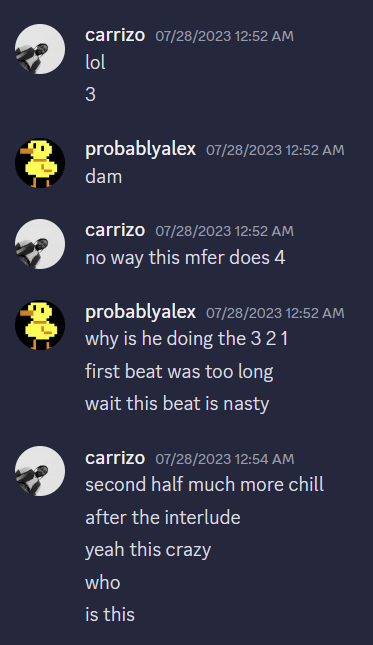 carrizo 07/28/2023 12:52 AM
lol
3
probablyalex 07/28/2023 12:52 AM
dam
carrizo 07/28/2023 12:52 AM
no way this mfer does 4
probablyalex 07/28/2023 12:52 AM
why is he doing the 3 2 1
first beat was too long
wait this beat is nasty
carrizo 07/28/2023 12:54 AM
second half much more chill
after the interlude
yeah this crazy
who
is this